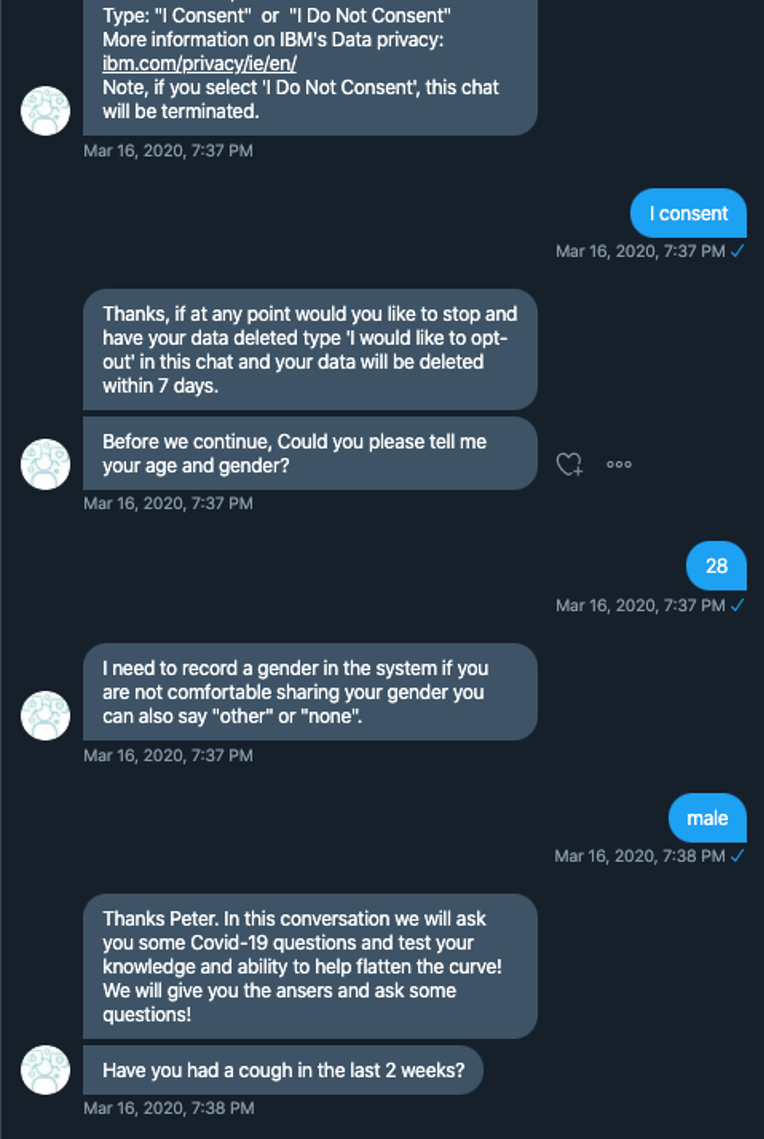 Type: "I Consent"  or  "I Do Not Consent"
More information on IBM's Data privacy:
ibm.com/privacy/ie/en/
Note, if you select 'I Do Not Consent', this chat
will be terminated.
Mar 16, 2020, 7:37 PM
I consent
Mar 16, 2020, 7:37 PM ✓
Thanks, if at any point would you like to stop and
have your data deleted type 'I would like to opt-
out' in this chat and your data will be deleted
within 7 days.
Before we continue, Could you please tell me
your age and gender?
Mar 16, 2020, 7:37 PM
28
Mar 16, 2020, 7:37 PM ✓
I need to record a gender in the system if you
are not comfortable sharing your gender you
can also say "other" or "none".
Mar 16, 2020, 7:37 PM
male
Mar 16, 2020, 7:38 PM ✓
Thanks Peter. In this conversation we will ask
you some Covid-19 questions and test your
knowledge and ability to help flatten the curve!
We will give you the ansers and ask some
questions!
Have you had a cough in the last 2 weeks?
Mar 16, 2020, 7:38 PM